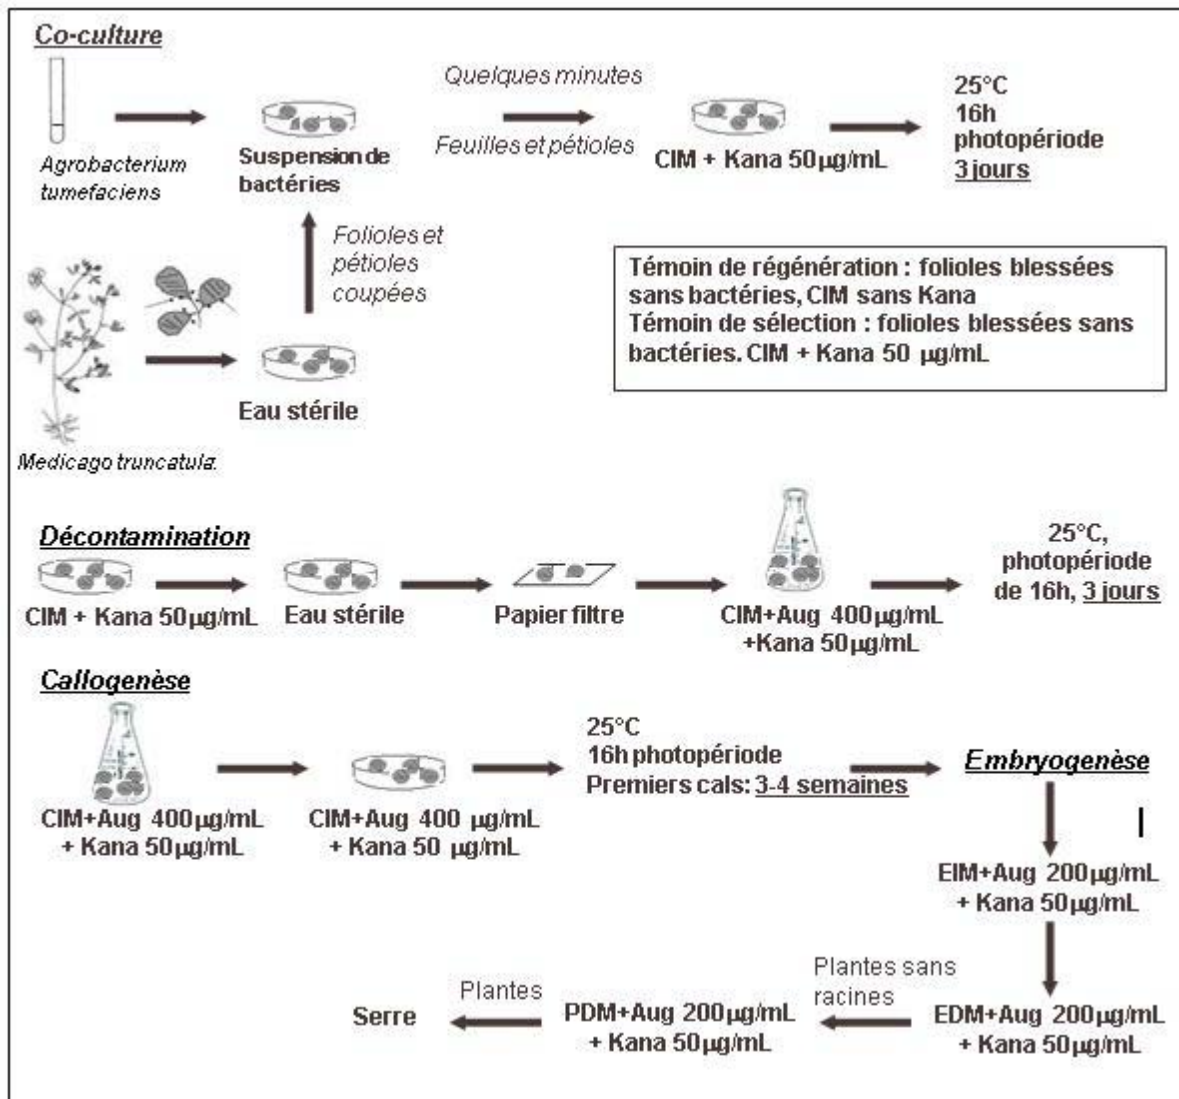 Co-culture
Agrobacterium
tumefaciens
Suspension de
bactéries
Quelques minutes
Feuilles et pétioles
CIM + Kana 50µg/mL
25°C
16h
photopériode
3 jours
Folioles et
pétioles
coupées
Eau stérile
Medicago truncatula.
Témoin de régénération : folioles blessées
sans bactéries, CIM sans Kana
Témoin de sélection : folioles blessées sans
bactéries. CIM + Kana 50 µg/mL
Décontamination
CIM + Kana 50µg/mL
Eau stérile
Papier filtre
CIM+Aug 400µg/mL
+Kana 50µg/mL
25°C,
photopériode
de 16h, 3 jours
Callogenèse
CIM+Aug 400µg/mL
+ Kana 50µg/mL
CIM+Aug 400 µg/mL
+ Kana 50 µg/mL
25°C
16h photopériode
Premiers cals: 3-4 semaines
Embryogenèse
EIM+Aug 200µg/mL
+ Kana 50µg/mL
EDM+Aug 200µg/mL
+ Kana 50µg/mL
Plantes sans
racines
PDM+Aug 200µg/mL
+ Kana 50µg/mL
Plantes
Serre